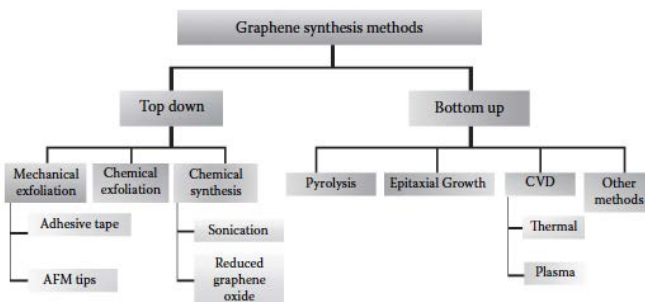 Graphene synthesis methods
Top down
Bottom up
Mechanical
exfoliation
Chemical
exfoliation
Chemical
synthesis
Pyrolysis
Epitaxial Growth
CVD
Other
methods
Adhesive tape
AFM tips
Sonication
Reduced
graphene
oxide
Thermal
Plasma